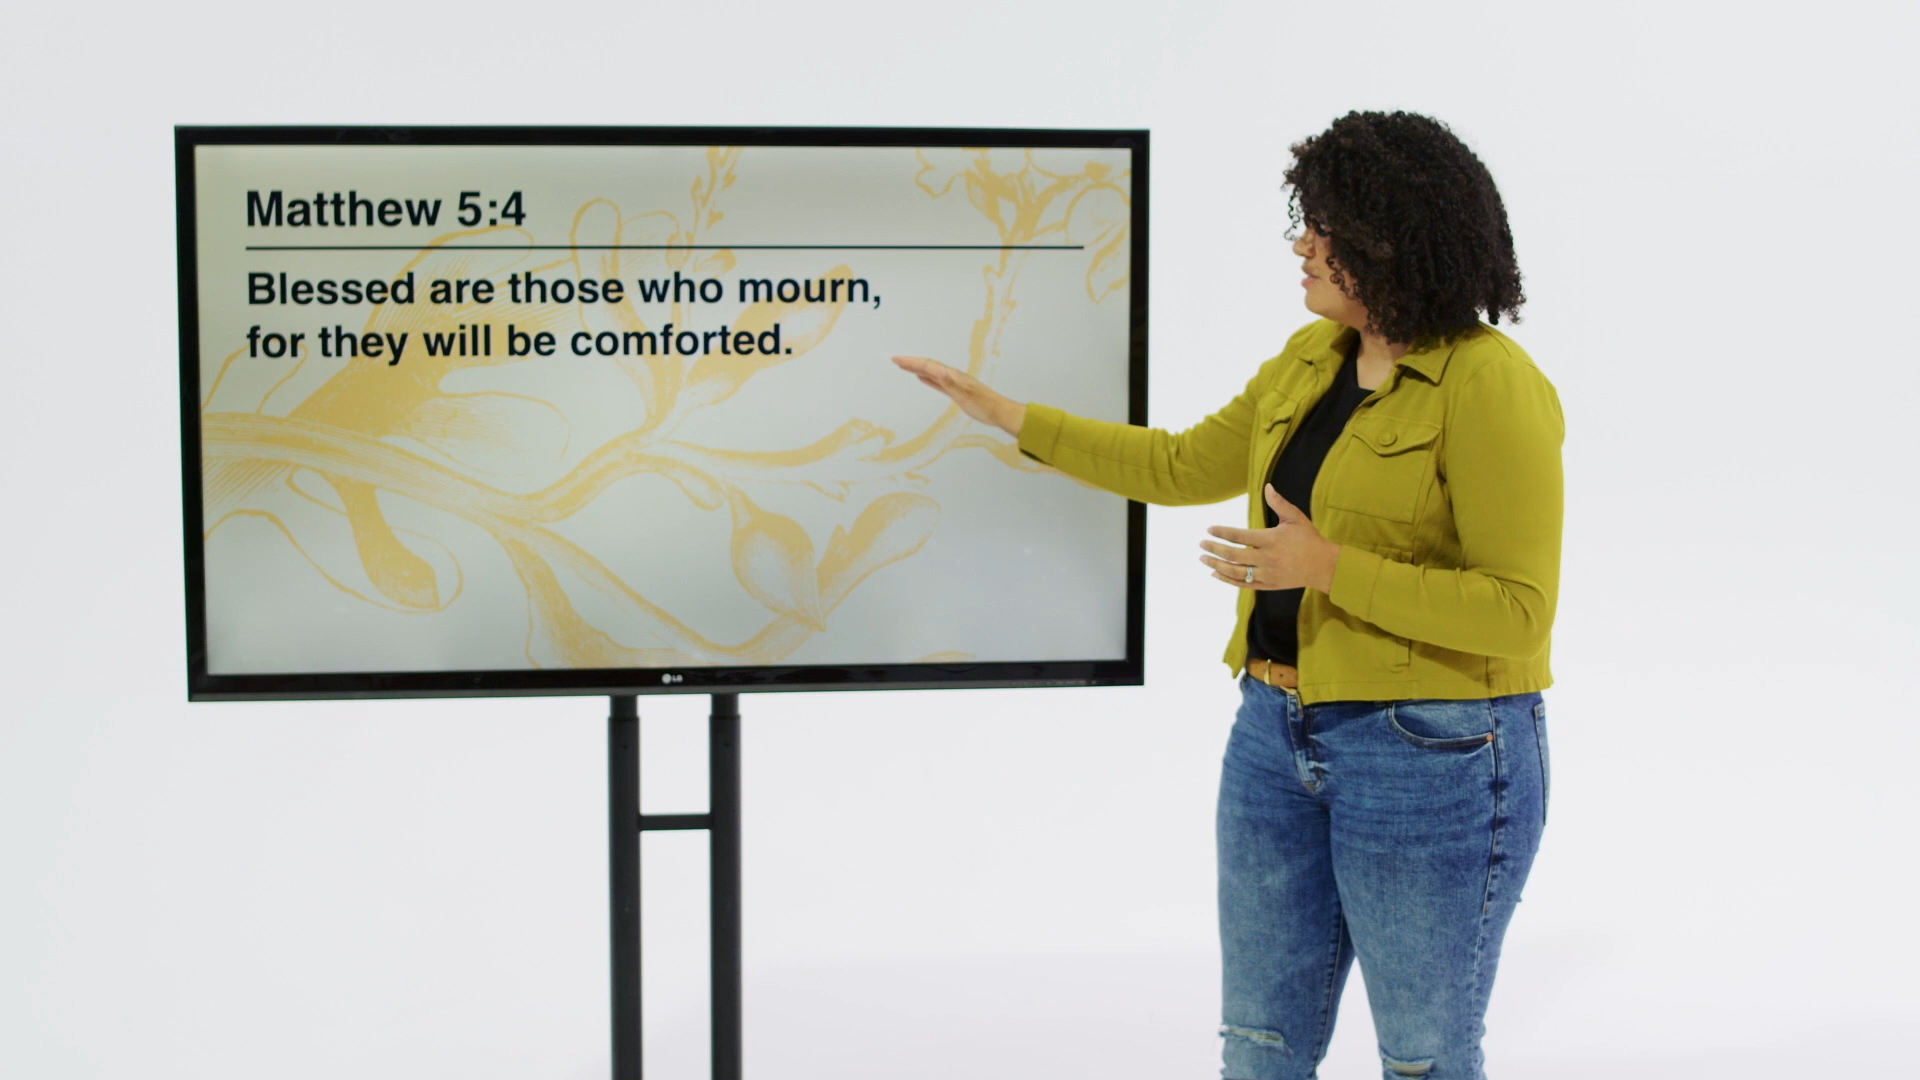 Matthew 5:4
Blessed are those who mourn,
for they will be comforted.
LG